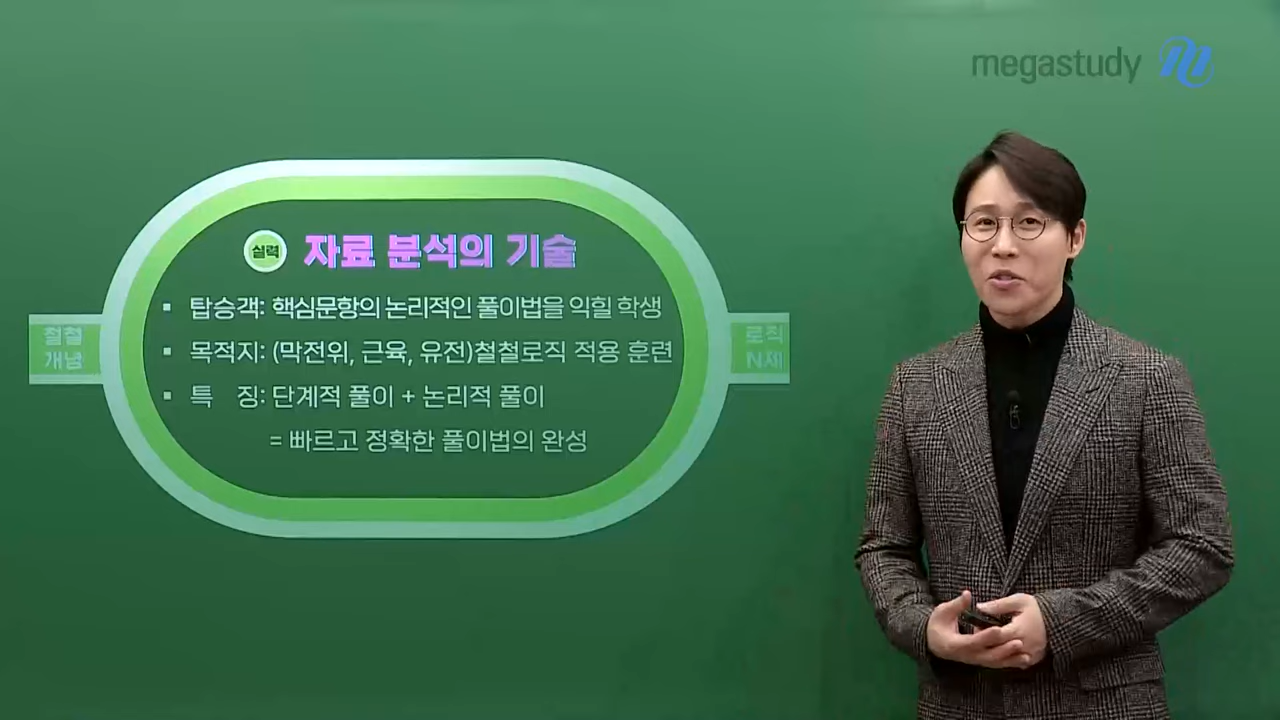 megastudy
실력 자료 분석의 기술
▪ 탑승객: 핵심문항의 논리적인 풀이법을 익힐 학생
▪ 목적지: (막전위, 근육, 유전)철철로직 적용 훈련
▪ 특 징: 단계적 풀이 + 논리적 풀이
= 빠르고 정확한 풀이법의 완성
철철
개념
로직
N제